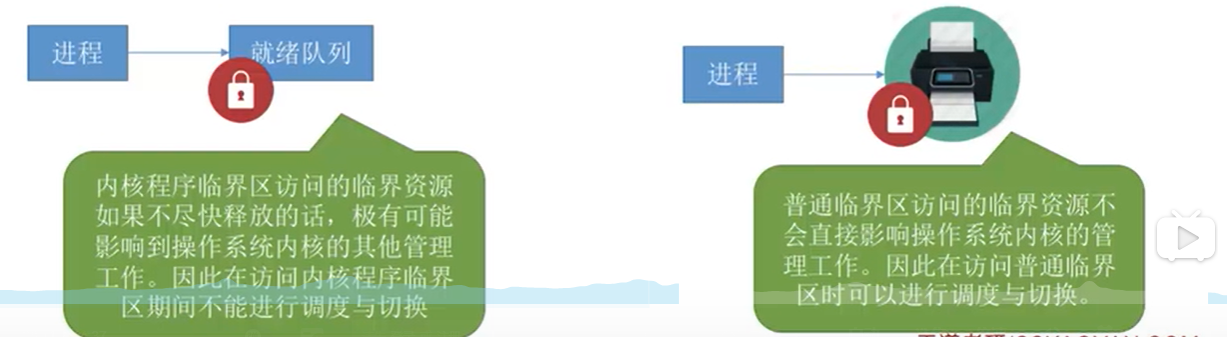 进程
就绪队列
内核程序临界区访问的临界资源
如果不尽快释放的话，极有可能
影响到操作系统内核的其他管理
工作。因此在访问内核程序临界
区期间不能进行调度与切换
进程
普通临界区访问的临界资源不
会直接影响操作系统内核的管
理工作。因此在访问普通临界
区时可以进行调度与切换。